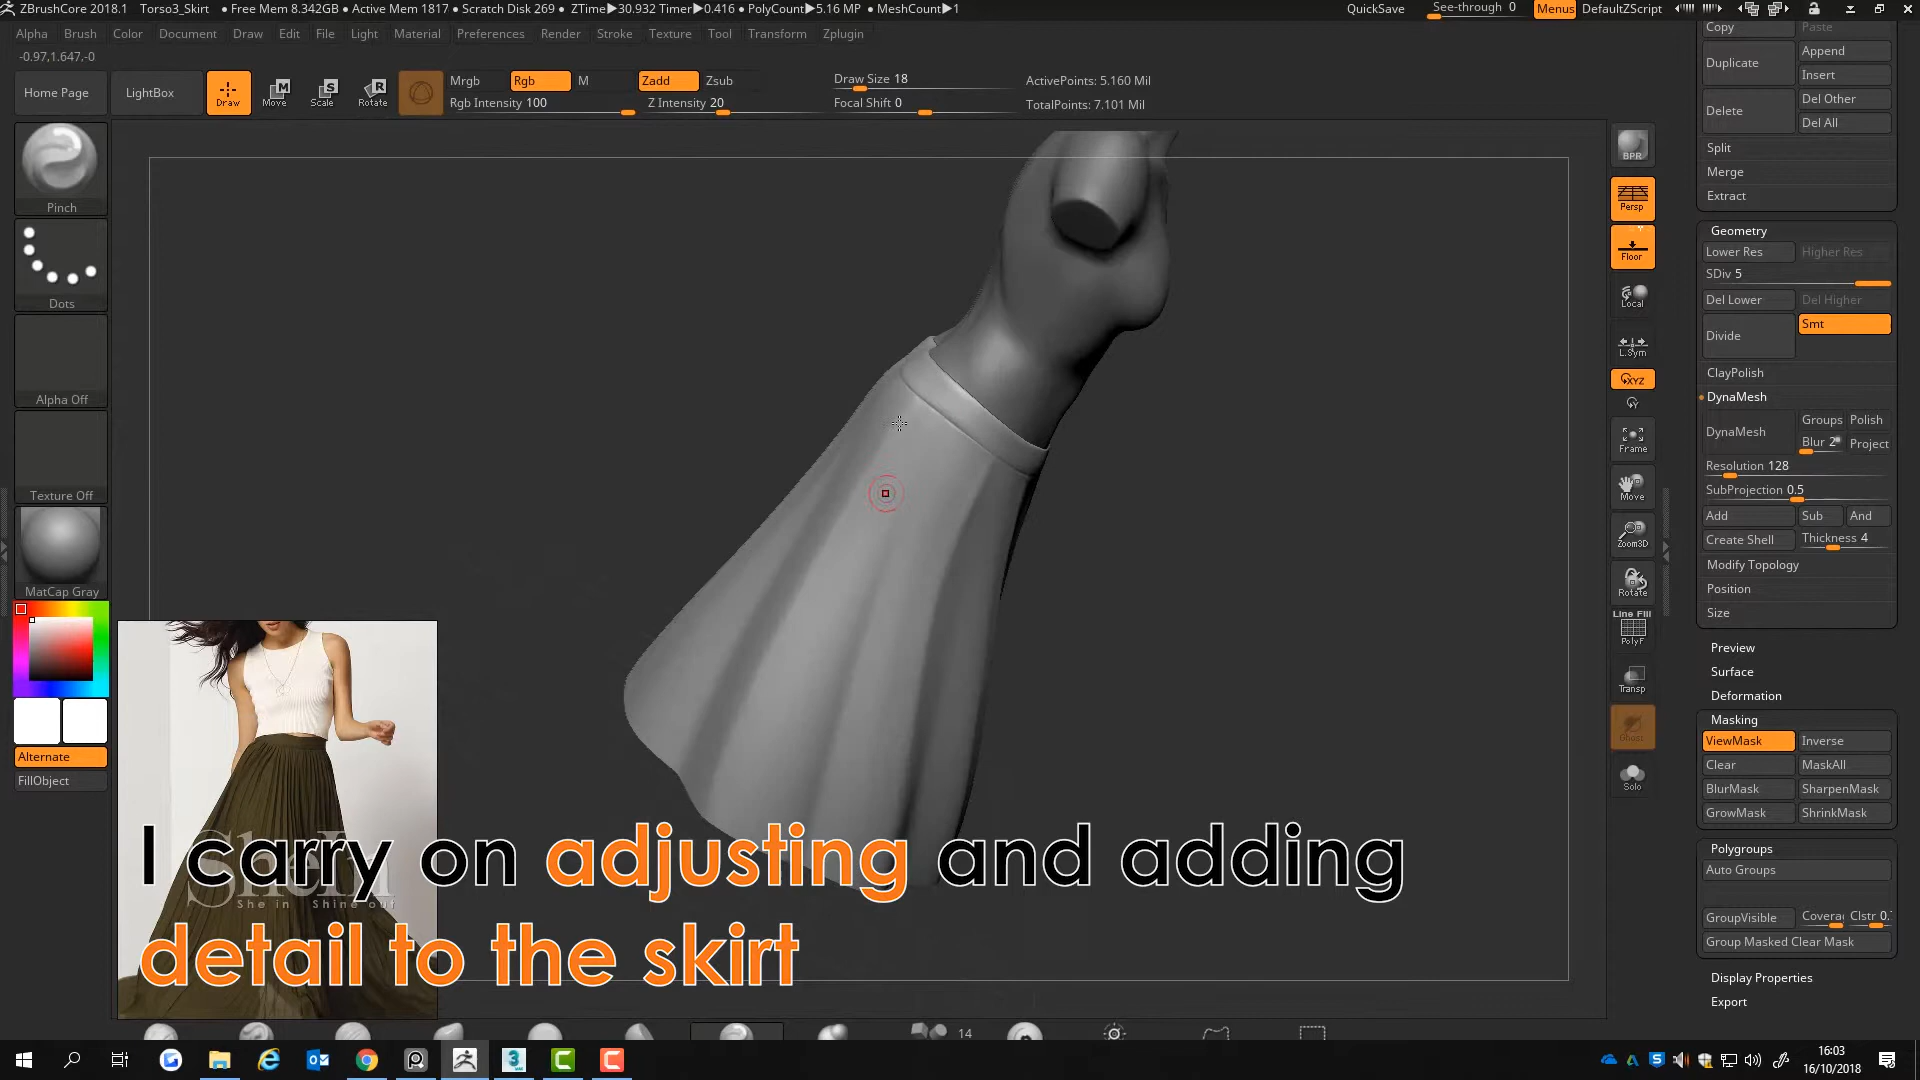 ZBrushCore 2018.1 Torso3_Skirt • Free Mem 8.342GB • Active Mem 1817 • Scratch Disk 269 • ZTime▶30.932 Timer▶0.416 • PolyCount▶5.16 MP • MeshCount▶1
QuickSave See-through 0 Menus DefaultZScript
Alpha Brush Color Document Draw Edit File Light Material Preferences Render Stroke Texture Tool Transform Zplugin
-0.97,1.647,-0
Home Page LightBox Draw Move Scale Rotate
Mrgb Rgb M Zadd Zsub
Rgb Intensity 100 Z Intensity 20
Draw Size 18
Focal Shift 0
ActivePoints: 5.160 Mil
TotalPoints: 7.101 Mil
Pinch
Dots
Alpha Off
Texture Off
MatCap Gray
Alternate
FillObject
BPR
Persp
Floor
Local
L.Sym
XYZ
Y
Frame
Move
Zoom3D
Rotate
Line Fill
PolyF
Transp
Ghost
Solo
Copy Paste
Duplicate Append
Insert
Delete Del Other
Del All
Split
Merge
Extract
Geometry
Lower Res Higher Res
SDiv 5
Del Lower Del Higher
Divide Smt
ClayPolish
DynaMesh
DynaMesh Groups Polish
Blur 2 Project
Resolution 128
SubProjection 0.5
Add Sub And
Create Shell Thickness 4
Modify Topology
Position
Size
Preview
Surface
Deformation
Masking
ViewMask Inverse
Clear MaskAll
BlurMask SharpenMask
GrowMask ShrinkMask
Polygroups
Auto Groups
GroupVisible Covera Clstr 0.
Group Masked Clear Mask
Display Properties
Export
SheIn
She in Shine out
I carry on adjusting and adding
detail to the skirt
14
16:03
16/10/2018